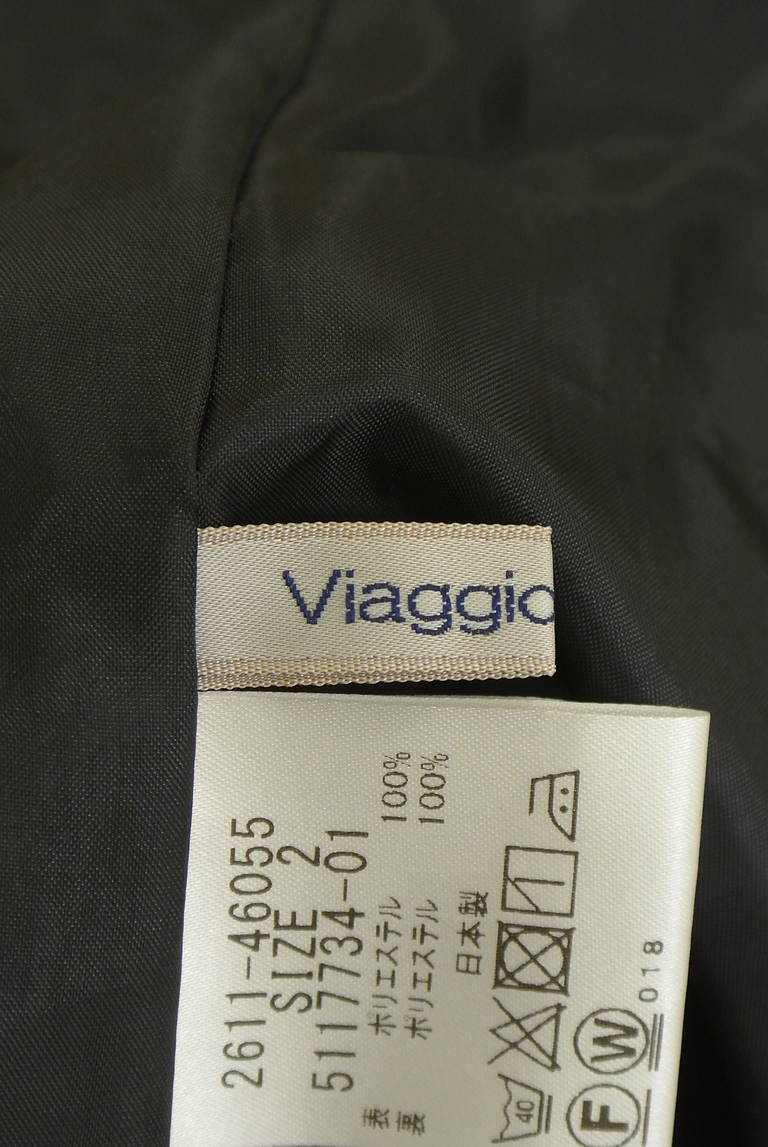 Viaggio
2611-46055
SIZE 2
5117734-01
表 ポリエステル 100%
裏 ポリエステル 100%
日本製
40
F
W
018